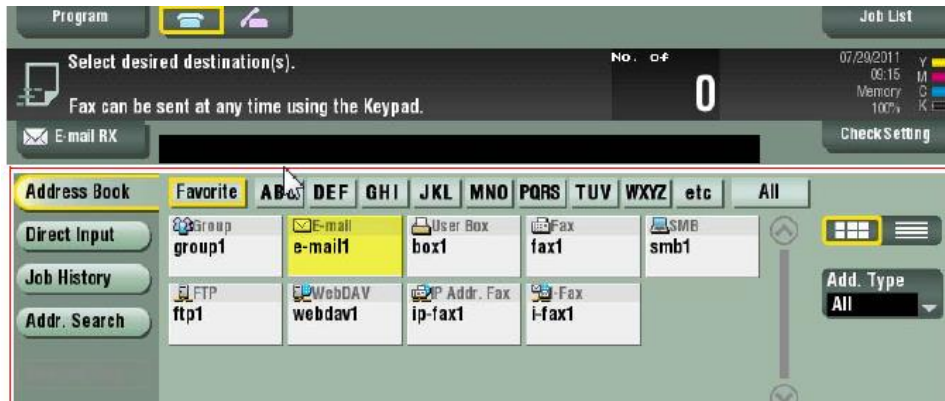 Program
Job List
Select desired destination(s).
No. of
0
Fax can be sent at any time using the Keypad.
07/29/2011
09:15
Memory
100%
Y
M
C
K
E-mail RX
Check Setting
Address Book
Favorite ABC DEF GHI JKL MNO PQRS TUV WXYZ etc All
Direct Input
Job History
Addr. Search
Group
group1
E-mail
e-mail1
User Box
box1
Fax
fax1
SMB
smb1
FTP
ftp1
WebDAV
webdav1
IP Addr. Fax
ip-fax1
I-Fax
i-fax1
Add. Type
All